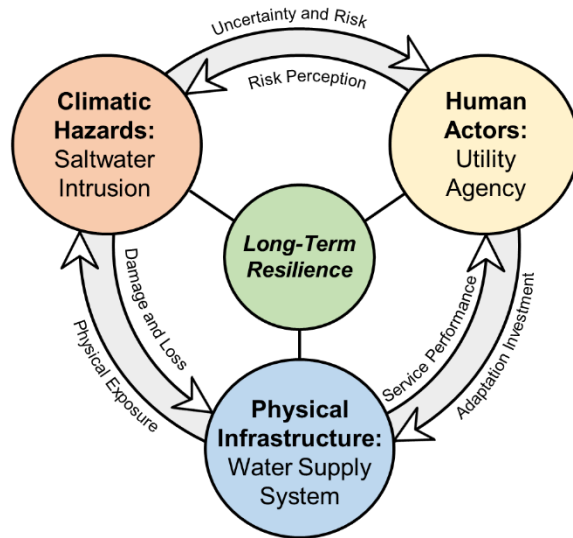 Uncertainty and Risk
Risk Perception
Climatic
Hazards:
Saltwater
Intrusion
Human
Actors:
Utility
Agency
Long-Term
Resilience
Damage and Loss
Physical Exposure
Service Performance
Adaptation Investment
Physical
Infrastructure:
Water Supply
System